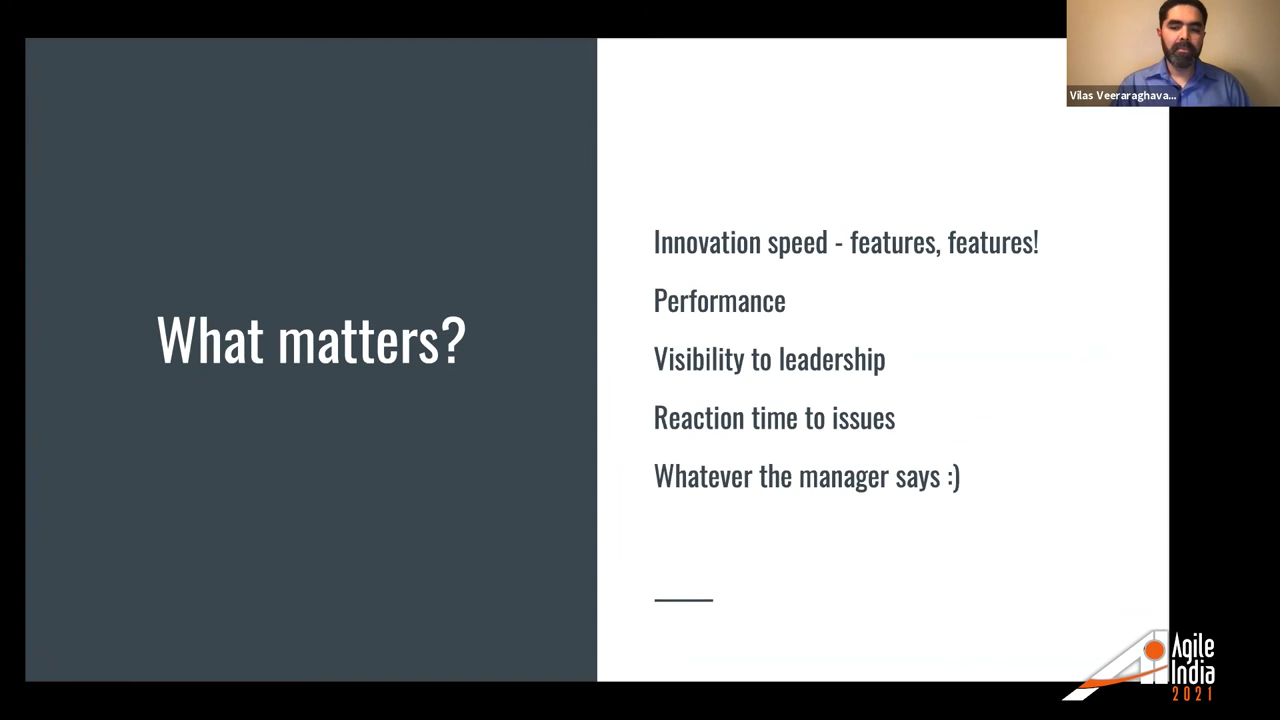 Vilas Veeraraghava...
What matters?
Innovation speed - features, features!
Performance
Visibility to leadership
Reaction time to issues
Whatever the manager says :)
Agile
India
2021